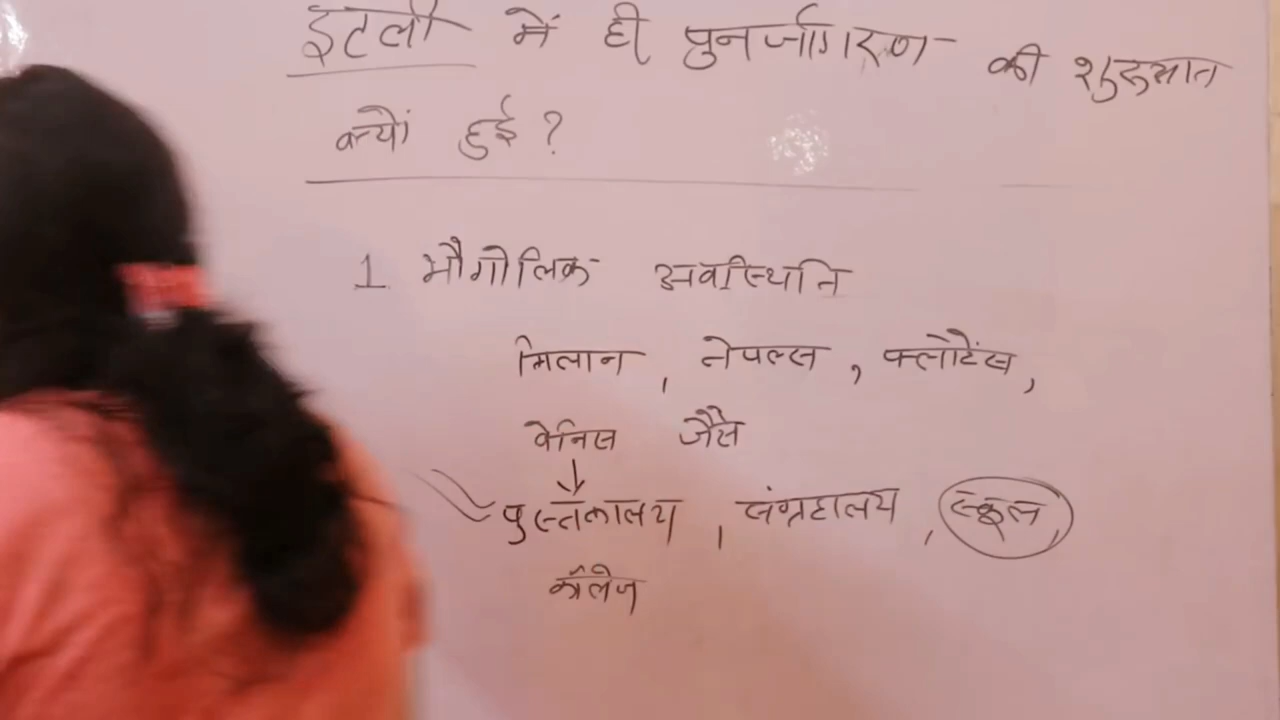 इटली में ही पुनर्जागरण की शुरुआत
क्यों हुई ?
1 भौगोलिक अवस्थिति
मिलान , नेपल्स , फ्लोरेंस ,
वेनिस जैसे
पुस्तकालय , संग्रहालय , स्कूल ,
कॉलेज